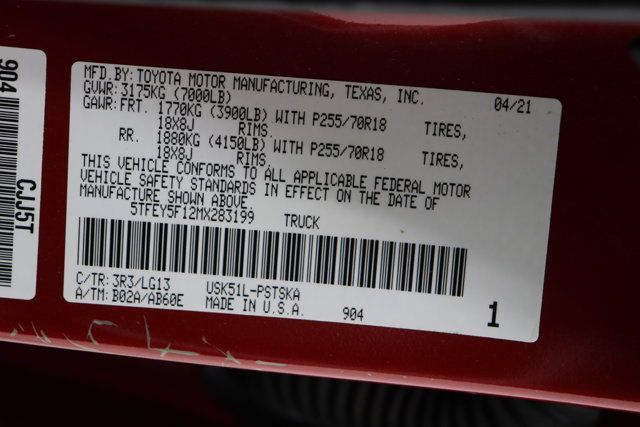 904
CJJ5T
MFD.BY: TOYOTA MOTOR MANUFACTURING, TEXAS, INC. 04/21
GVWR: 3175KG (7000LB)
GAWR: FRT. 1770KG (3900LB) WITH P255/70R18 TIRES,
18X8J RIMS.
RR. 1880KG (4150LB) WITH P255/70R18 TIRES,
18X8J RIMS.
THIS VEHICLE CONFORMS TO ALL APPLICABLE FEDERAL MOTOR
VEHICLE SAFETY STANDARDS IN EFFECT ON THE DATE OF
MANUFACTURE SHOWN ABOVE.
5TFEY5F12MX283199 TRUCK
C/TR: 3R3/LG13 USK51L-PSTSKA
A/TM: B02A/AB60E MADE IN U.S.A. 904 1